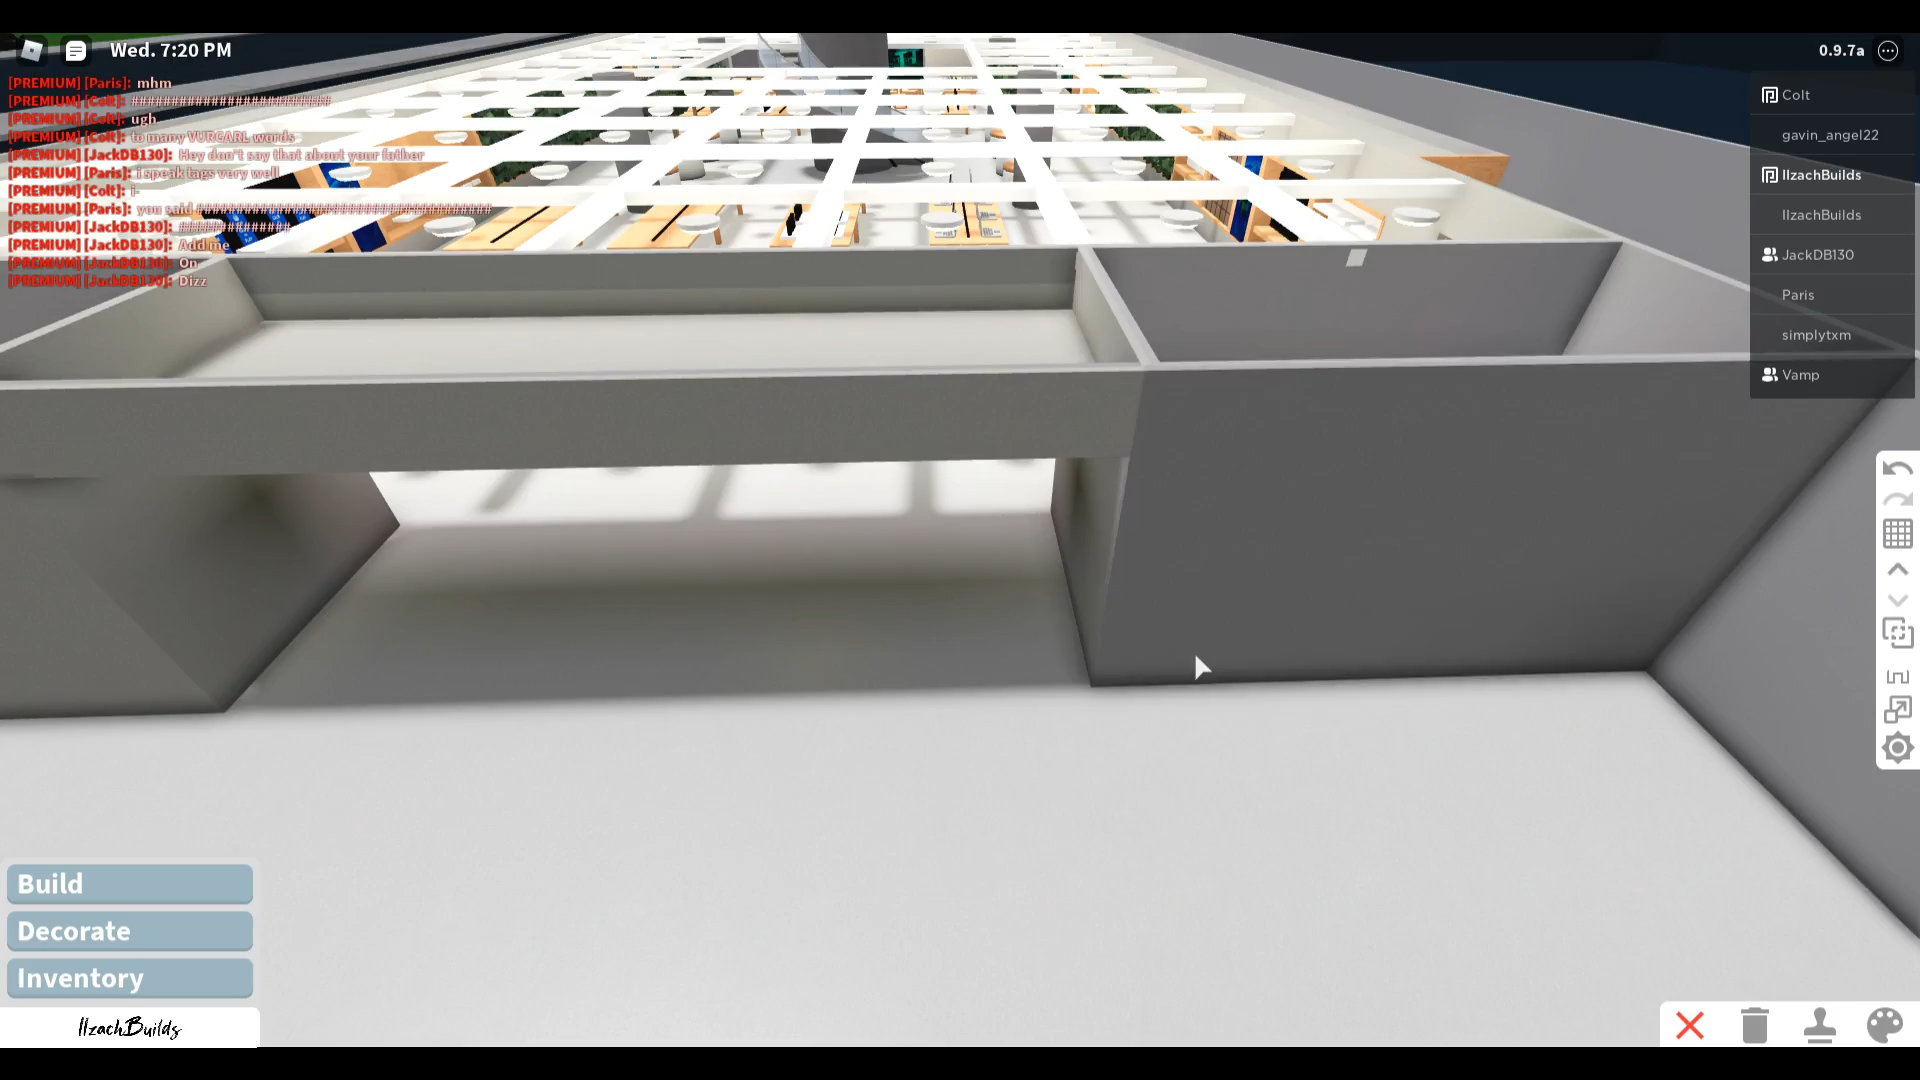 Wed. 7:20 PM
0.9.7a
[PREMIUM] [Paris]: mhm
[PREMIUM] [Colt]: #########################
[PREMIUM] [Colt]: ugh
[PREMIUM] [Colt]: to many VURGARL words
[PREMIUM] [JackDB130]: Hey don't say that about your father
[PREMIUM] [Paris]: i speak tags very well
[PREMIUM] [Colt]: i-
[PREMIUM] [Paris]: you said #####################################
[PREMIUM] [JackDB130]: ##############
[PREMIUM] [JackDB130]: Add me
[PREMIUM] [JackDB130]: On
[PREMIUM] [JackDB130]: Dizz
Colt
gavin_angel22
IlzachBuilds
IlzachBuilds
JackDB130
Paris
simplytxm
Vamp
Build
Decorate
Inventory
IlzachBuilds